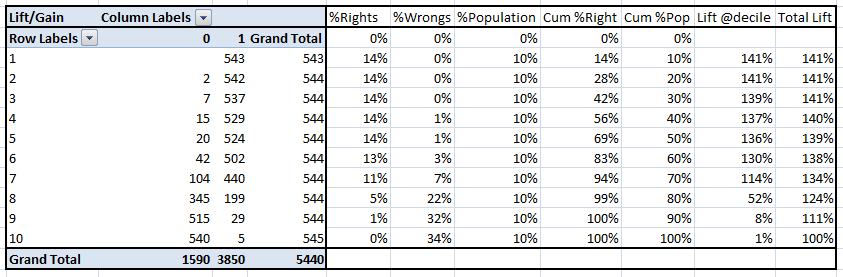 Lift/Gain Column Labels %Rights %Wrongs %Population Cum %Right Cum %Pop Lift @decile Total Lift
Row Labels 0 1 Grand Total 0% 0% 0% 0% 0%
1 543 543 14% 0% 10% 14% 10% 141% 141%
2 2 542 544 14% 0% 10% 28% 20% 141% 141%
3 7 537 544 14% 0% 10% 42% 30% 139% 141%
4 15 529 544 14% 1% 10% 56% 40% 137% 140%
5 20 524 544 14% 1% 10% 69% 50% 136% 139%
6 42 502 544 13% 3% 10% 83% 60% 130% 138%
7 104 440 544 11% 7% 10% 94% 70% 114% 134%
8 345 199 544 5% 22% 10% 99% 80% 52% 124%
9 515 29 544 1% 32% 10% 100% 90% 8% 111%
10 540 5 545 0% 34% 10% 100% 100% 1% 100%
Grand Total 1590 3850 5440